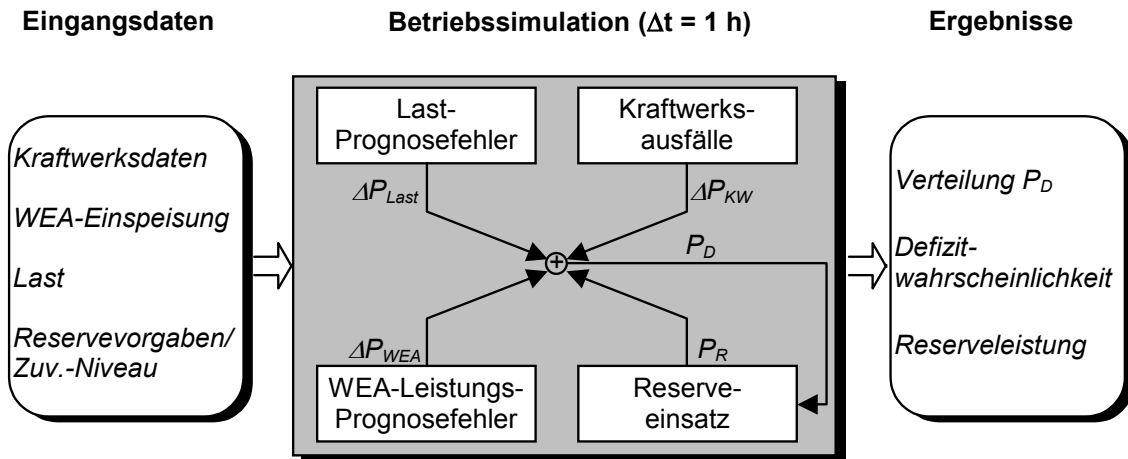 Eingangsdaten
Betriebssimulation (Δt = 1 h)
Ergebnisse
Kraftwerksdaten
WEA-Einspeisung
Last
Reservevorgaben/
Zuv.-Niveau
Last-
Prognosefehler
Kraftwerks-
ausfälle
ΔP_Last
ΔP_KW
P_D
+
ΔP_WEA
P_R
WEA-Leistungs-
Prognosefehler
Reserve-
einsatz
Verteilung P_D
Defizit-
wahrscheinlichkeit
Reserveleistung